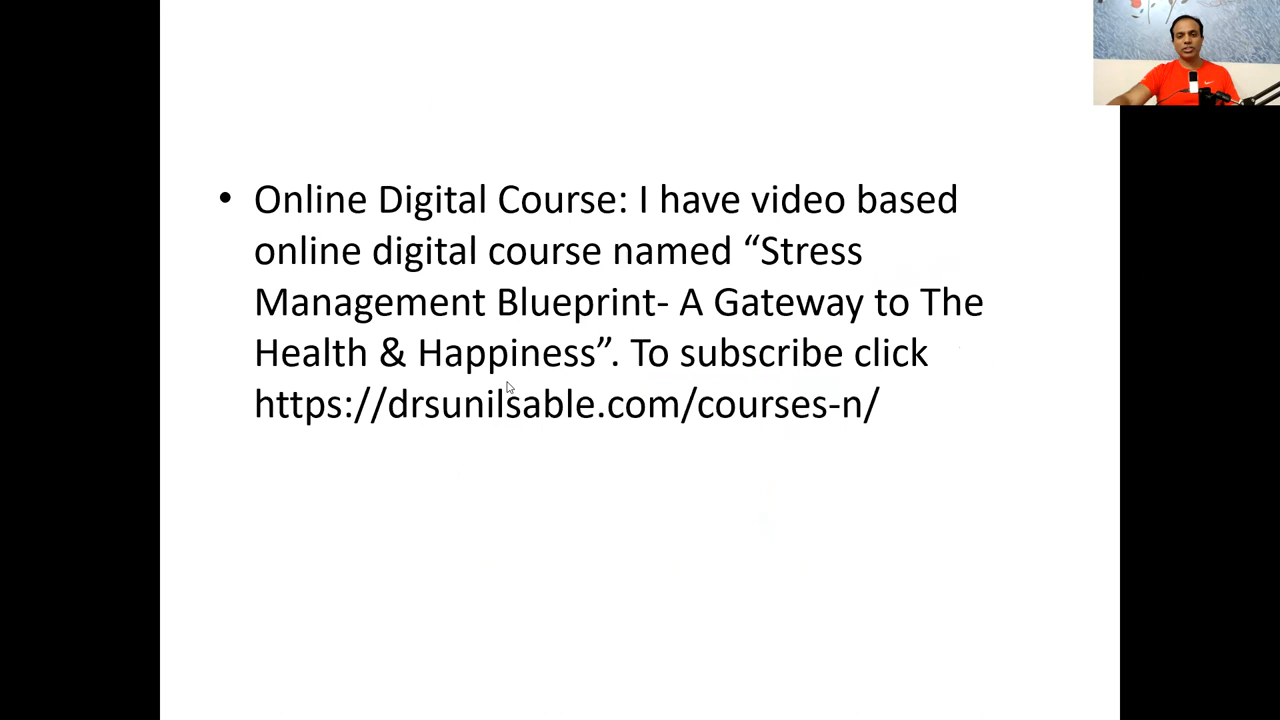 • Online Digital Course: I have video based
online digital course named “Stress
Management Blueprint- A Gateway to The
Health & Happiness”. To subscribe click
https://drsunilsable.com/courses-n/